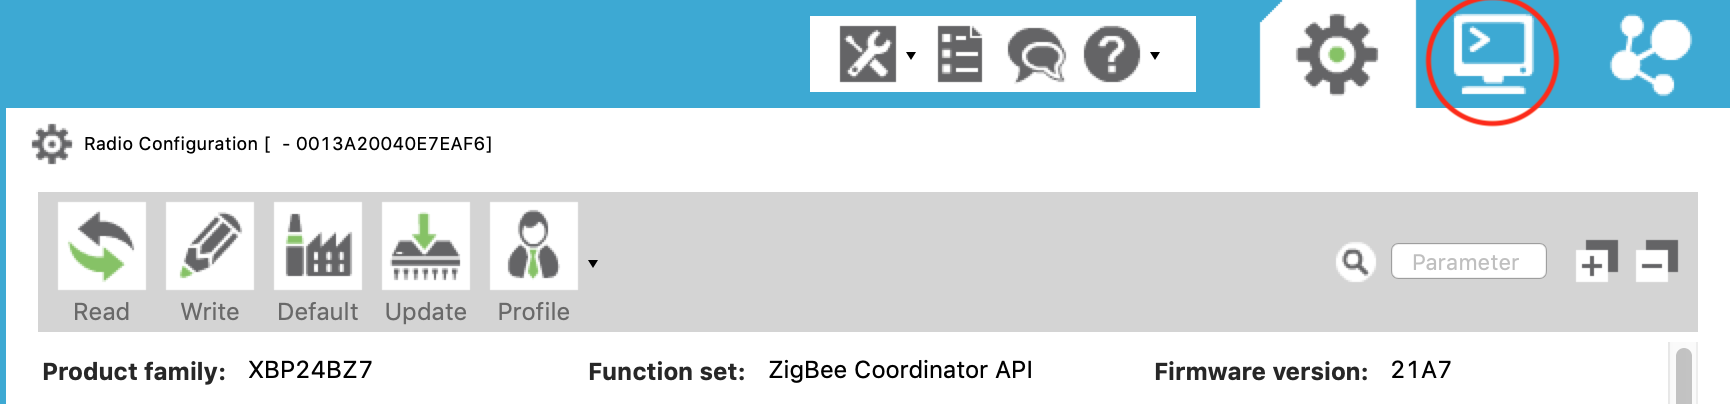 Radio Configuration [  - 0013A20040E7EAF6]
Read Write Default Update Profile Parameter
Product family: XBP24BZ7 Function set: ZigBee Coordinator API Firmware version: 21A7